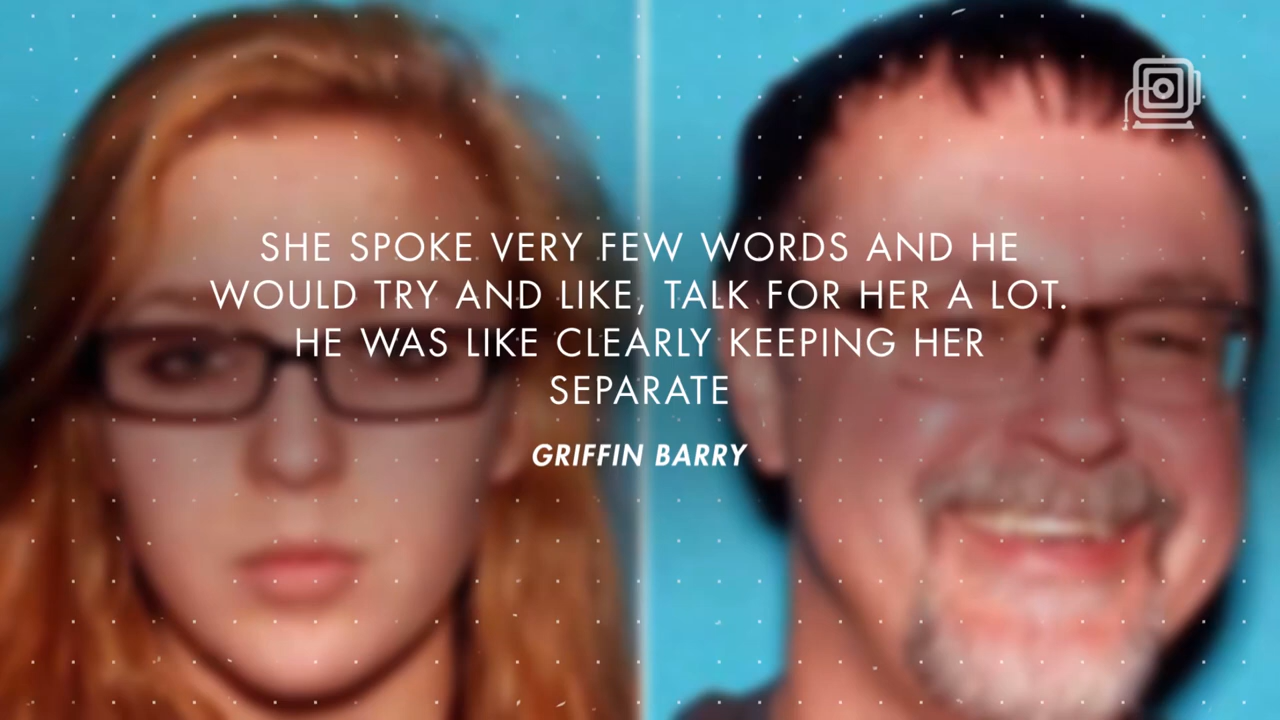 SHE SPOKE VERY FEW WORDS AND HE
WOULD TRY AND LIKE, TALK FOR HER A LOT.
HE WAS LIKE CLEARLY KEEPING HER
SEPARATE
GRIFFIN BARRY